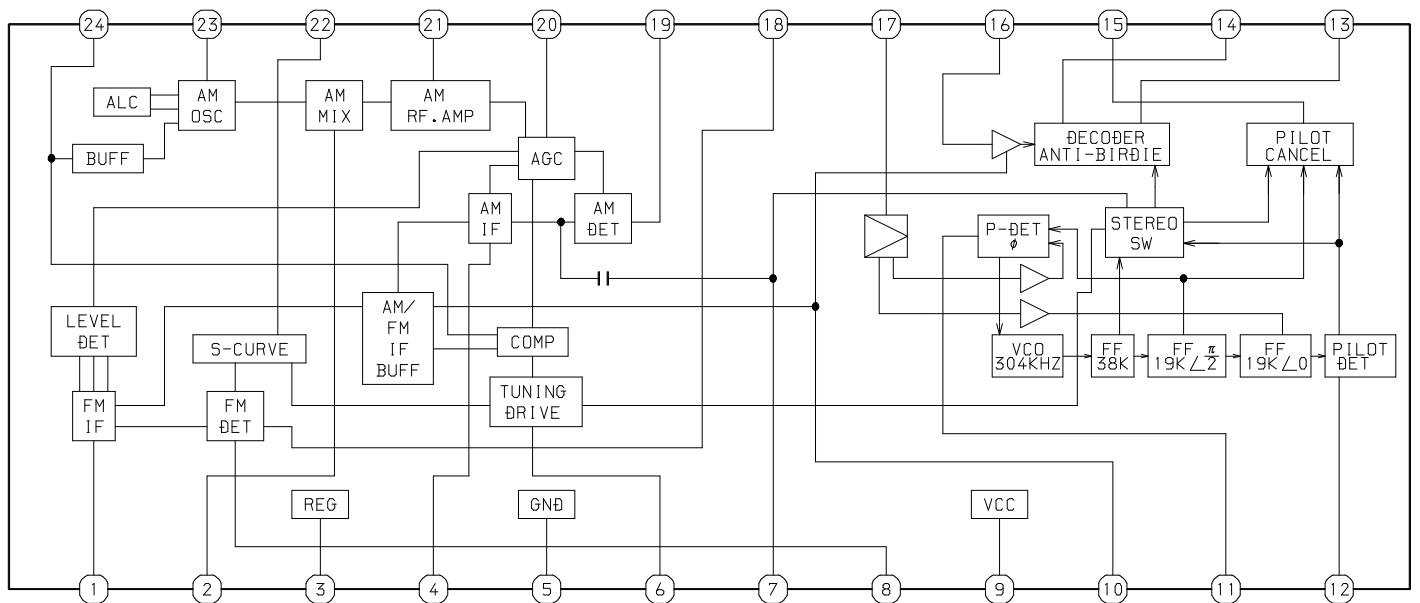 24 23 22 21 20 19 18 17 16 15 14 13
ALC
AM
OSC
AM
MIX
AM
RF.AMP
BUFF
AGC
DECODER
ANTI-BIRDIE
PILOT
CANCEL
AM
IF
AM
DET
P-DET
φ
STEREO
SW
LEVEL
DET
S-CURVE
AM/
FM
IF
BUFF
COMP
VCO
304KHZ
FF
38K
FF
19K∠π/2
FF
19K∠0
PILOT
DET
FM
IF
FM
DET
TUNING
DRIVE
REG
GND
VCC
1 2 3 4 5 6 7 8 9 10 11 12